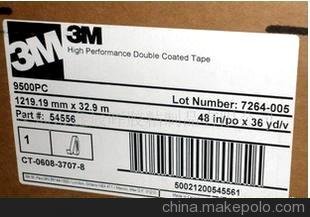 3M
3M
High Performance Double Coated Tape
9500PC
1219.19 mm x 32.9 m
Lot Number: 7264-005
Part #: 54556
48 in/po x 36 yd/v
1
CT-0608-3707-8
50021200545561
china.makepolo.com